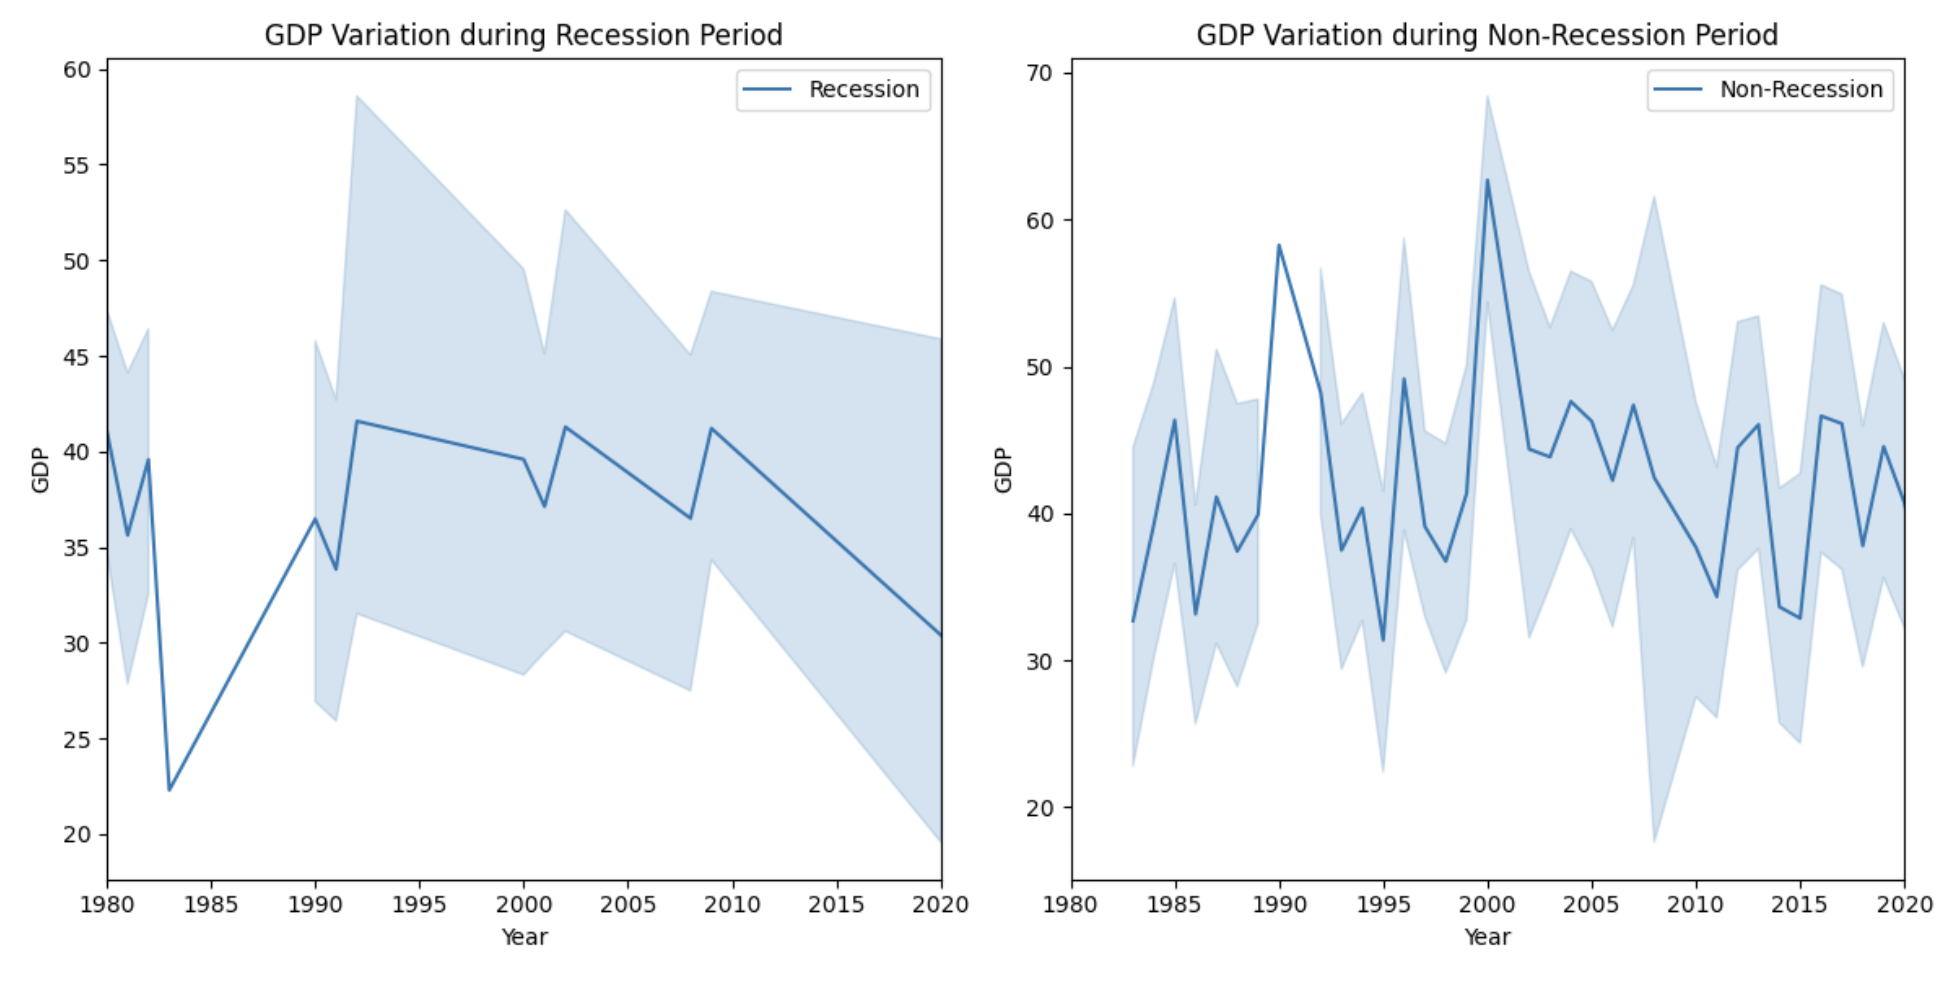 GDP Variation during Recession Period
60
55
50
45
40
35
30
25
20
GDP
Recession
1980 1985 1990 1995 2000 2005 2010 2015 2020
Year
GDP Variation during Non-Recession Period
70
60
50
40
30
20
GDP
Non-Recession
1980 1985 1990 1995 2000 2005 2010 2015 2020
Year